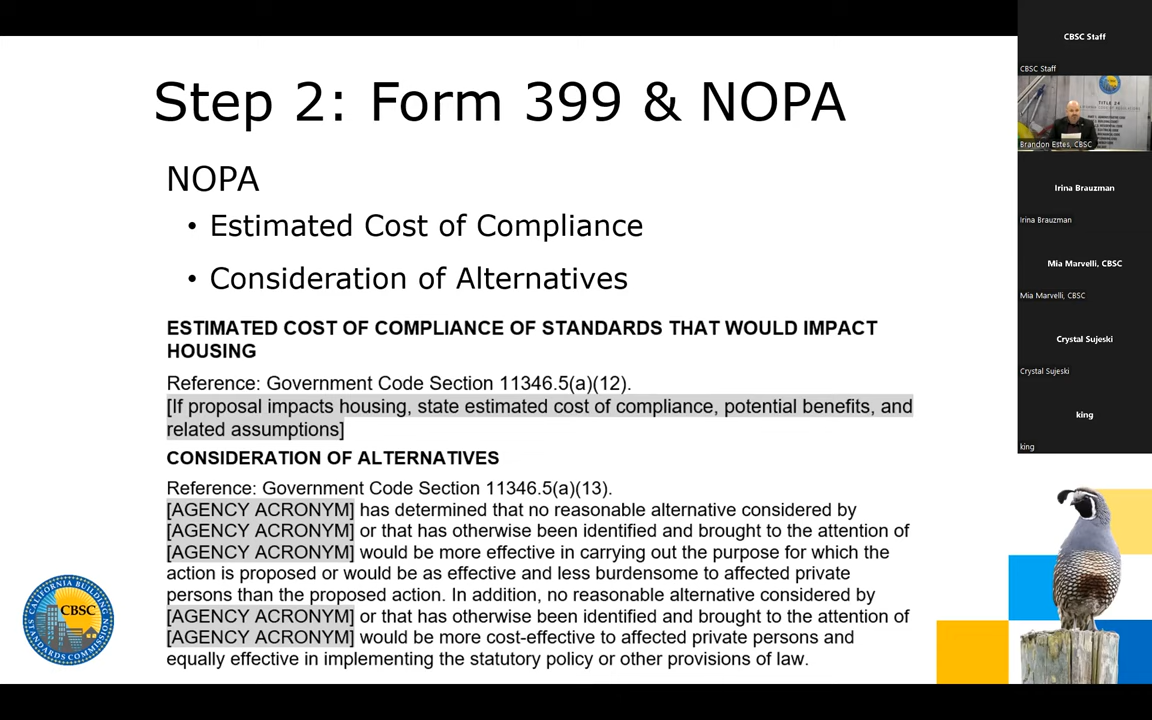 Step 2: Form 399 & NOPA
NOPA
• Estimated Cost of Compliance
• Consideration of Alternatives
ESTIMATED COST OF COMPLIANCE OF STANDARDS THAT WOULD IMPACT
HOUSING
Reference: Government Code Section 11346.5(a)(12).
[If proposal impacts housing, state estimated cost of compliance, potential benefits, and
related assumptions]
CONSIDERATION OF ALTERNATIVES
Reference: Government Code Section 11346.5(a)(13).
[AGENCY ACRONYM] has determined that no reasonable alternative considered by
[AGENCY ACRONYM] or that has otherwise been identified and brought to the attention of
[AGENCY ACRONYM] would be more effective in carrying out the purpose for which the
action is proposed or would be as effective and less burdensome to affected private
persons than the proposed action. In addition, no reasonable alternative considered by
[AGENCY ACRONYM] or that has otherwise been identified and brought to the attention of
[AGENCY ACRONYM] would be more cost-effective to affected private persons and
equally effective in implementing the statutory policy or other provisions of law.
CALIFORNIA BUILDING
CBSC
STANDARDS COMMISSION
CBSC Staff
CBSC Staff
TITLE 24
Brandon Estes, CBSC
Irina Brauzman
Irina Brauzman
Mia Marvelli, CBSC
Mia Marvelli, CBSC
Crystal Sujeski
Crystal Sujeski
king
king